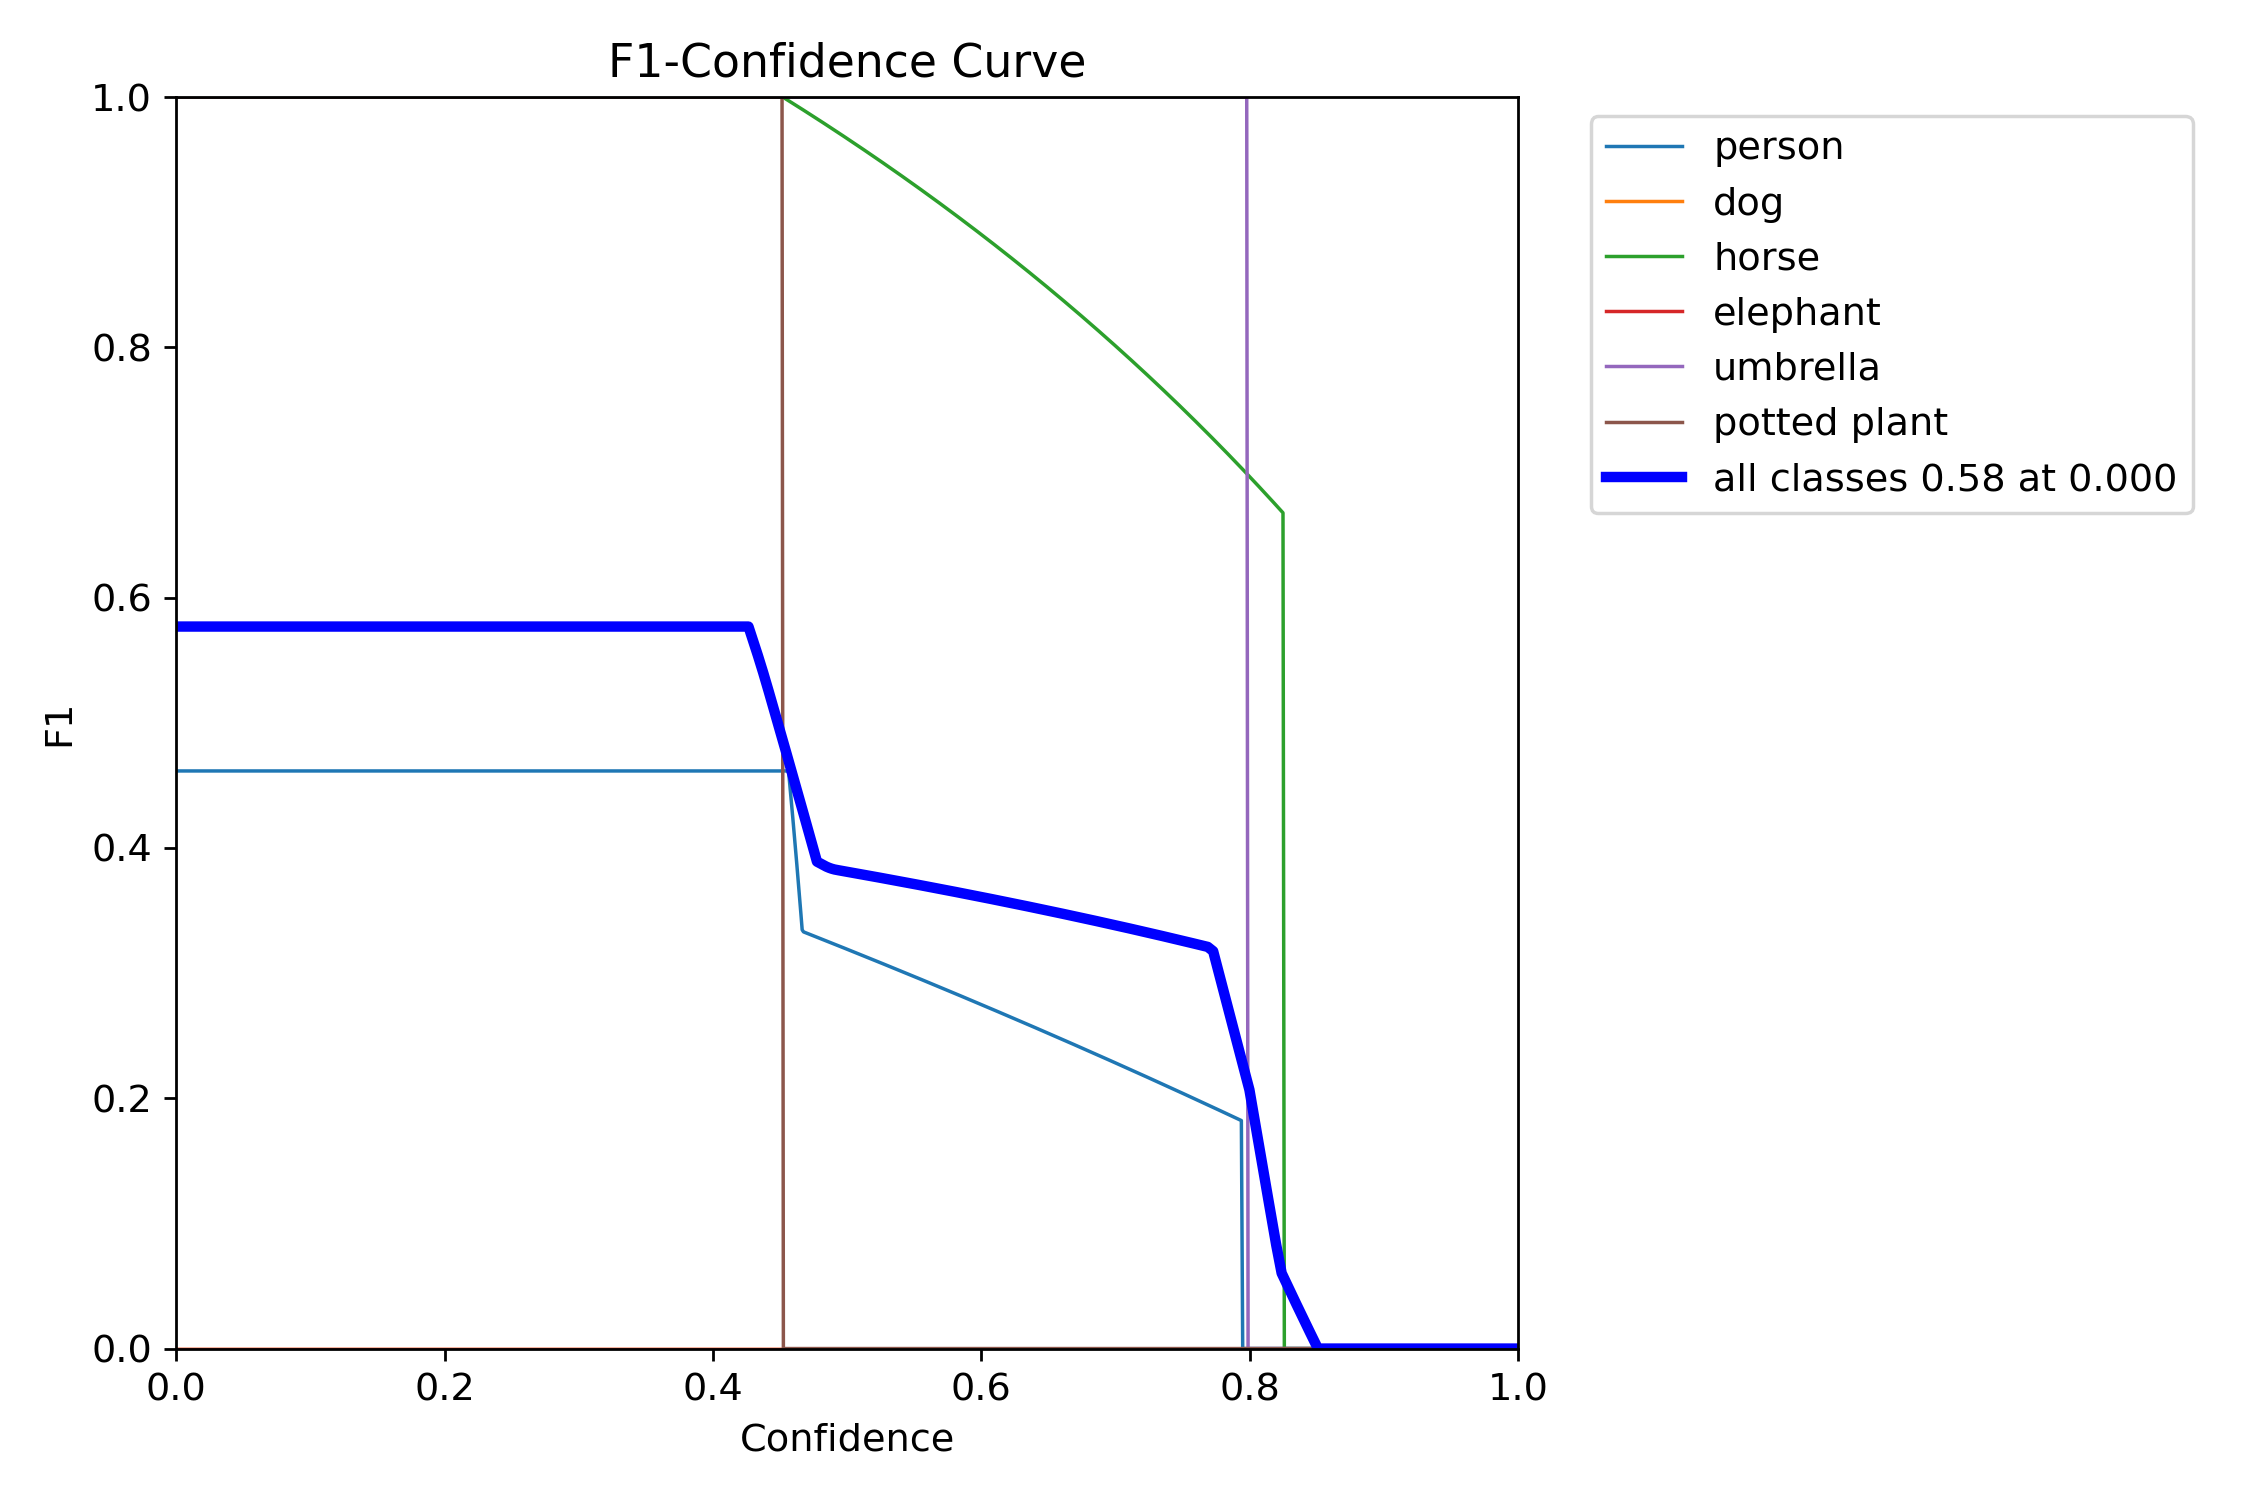 F1-Confidence Curve
1.0
0.8
0.6
0.4
0.2
0.0
F1
0.0 0.2 0.4 0.6 0.8 1.0
Confidence
person
dog
horse
elephant
umbrella
potted plant
all classes 0.58 at 0.000